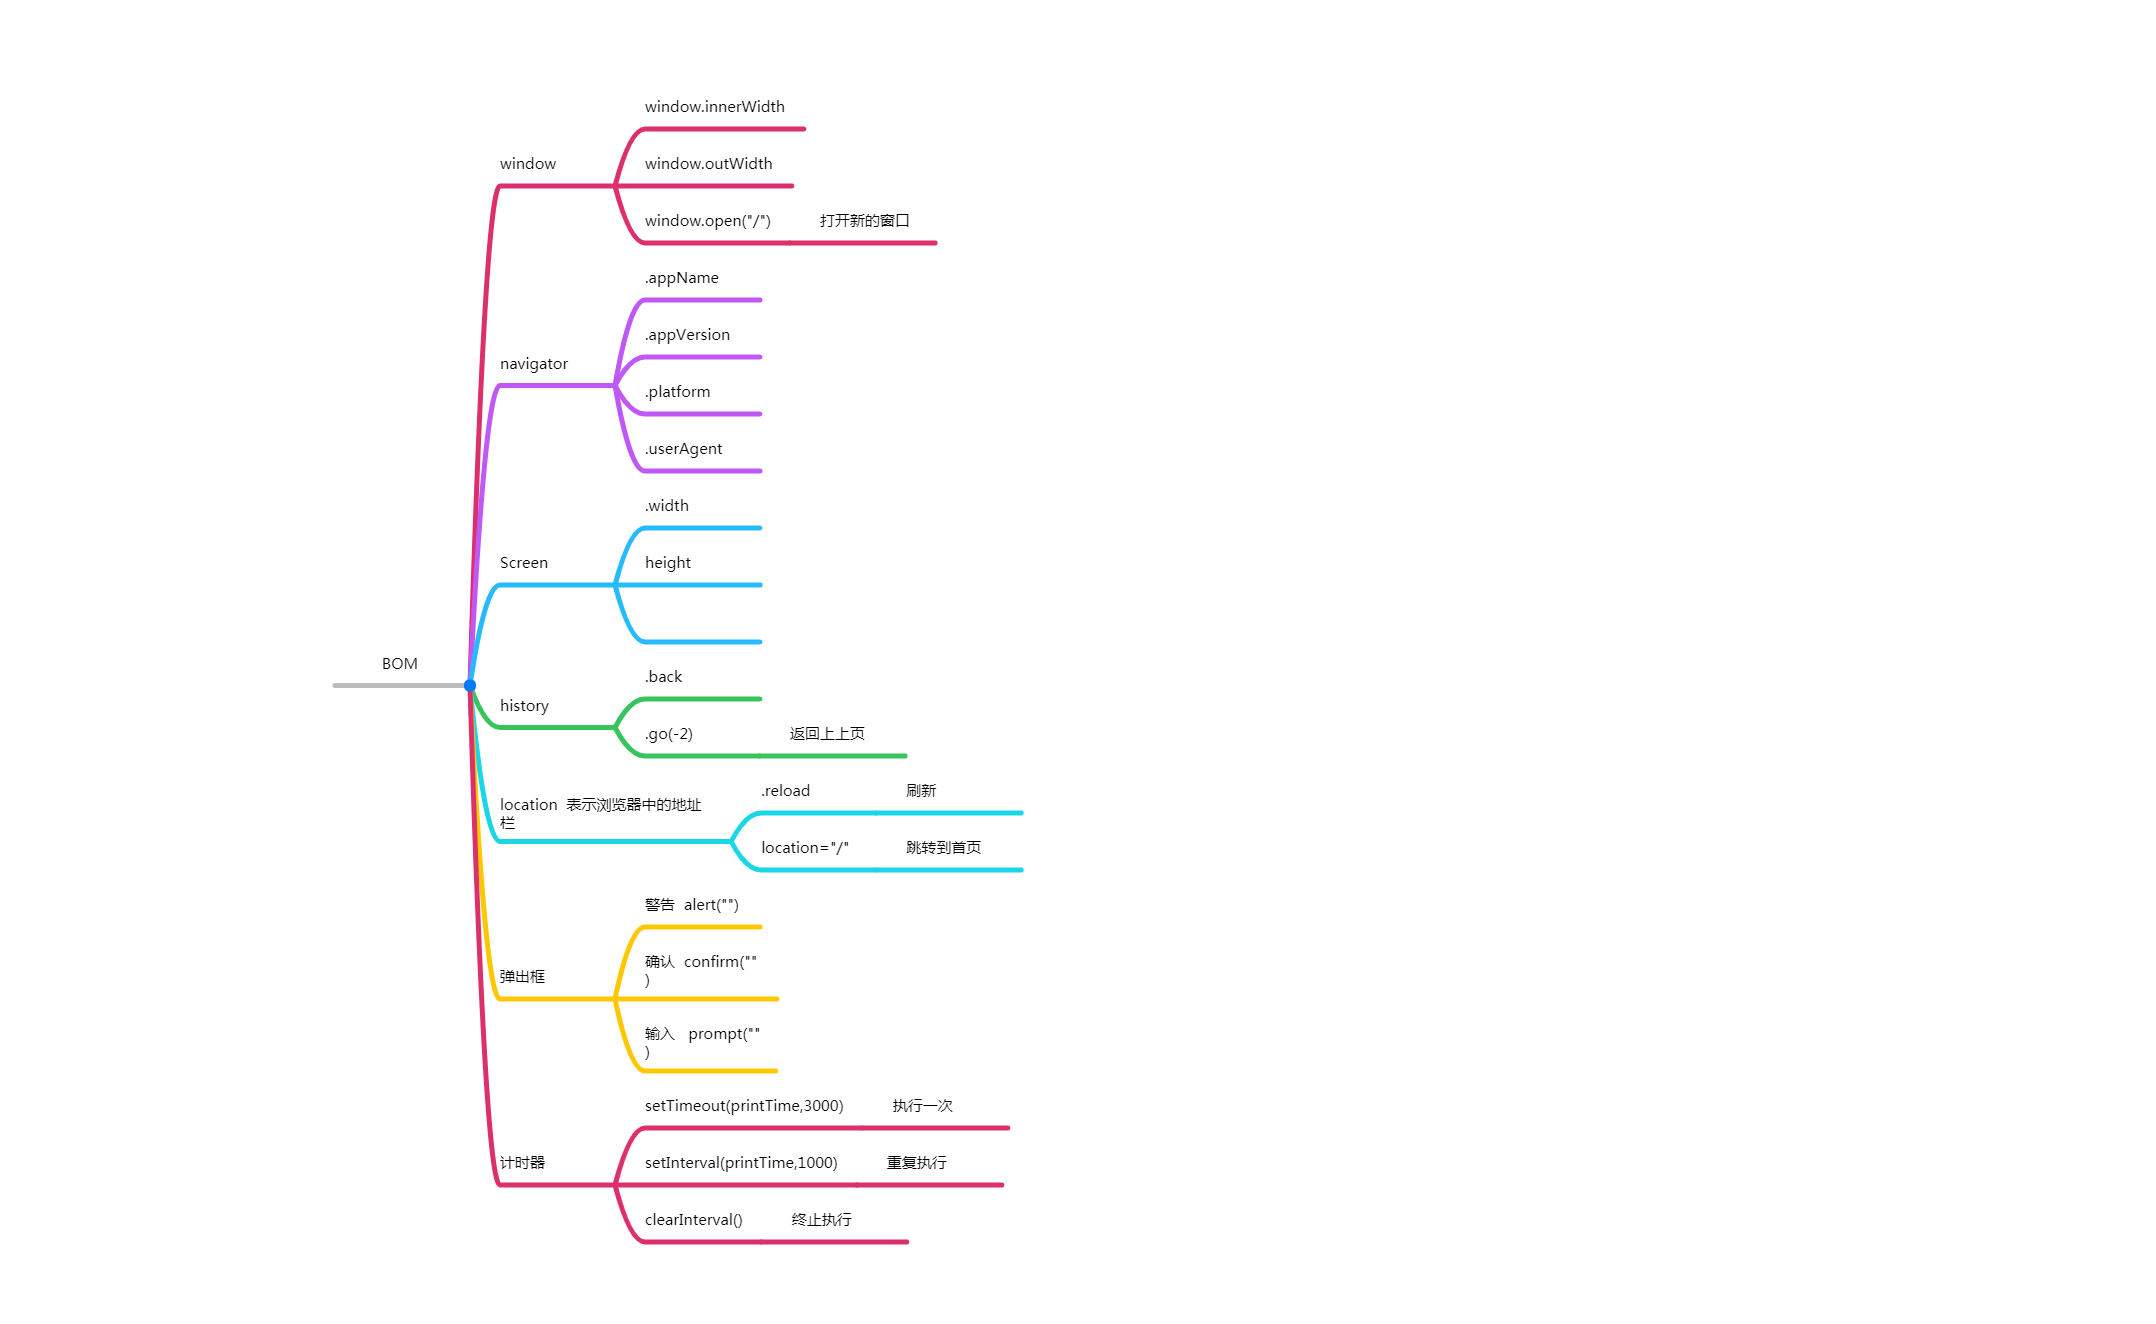 BOM
window
window.innerWidth
window.outWidth
window.open("/") 打开新的窗口
navigator
.appName
.appVersion
.platform
.userAgent
Screen
.width
height
history
.back
.go(-2) 返回上上页
location 表示浏览器中的地址
栏
.reload 刷新
location="/" 跳转到首页
弹出框
警告 alert("")
确认 confirm(""
)
输入 prompt(""
)
计时器
setTimeout(printTime,3000) 执行一次
setInterval(printTime,1000) 重复执行
clearInterval() 终止执行